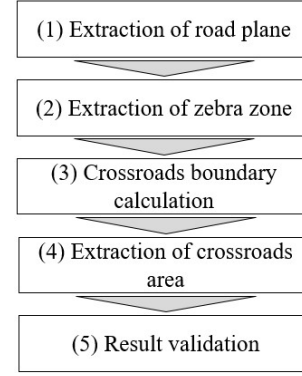 (1) Extraction of road plane
(2) Extraction of zebra zone
(3) Crossroads boundary
calculation
(4) Extraction of crossroads
area
(5) Result validation